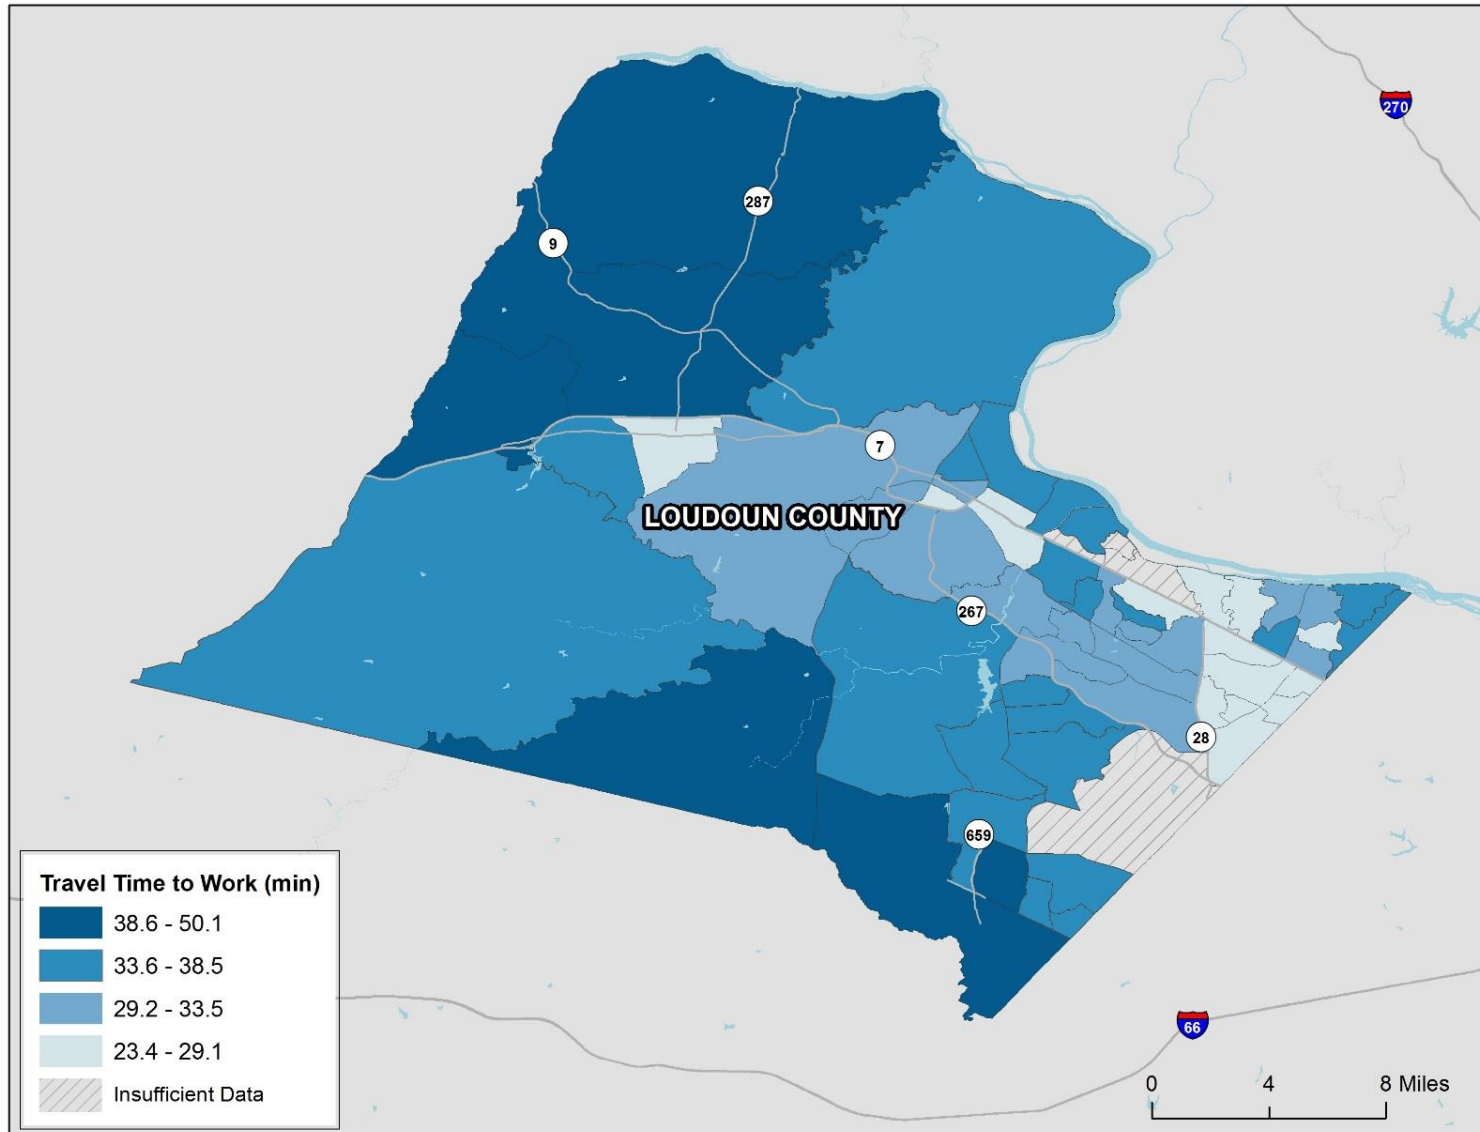 270
287
9
7
LOUDOUN COUNTY
267
28
659
Travel Time to Work (min)
38.6 - 50.1
33.6 - 38.5
29.2 - 33.5
23.4 - 29.1
Insufficient Data
66
0 4 8 Miles